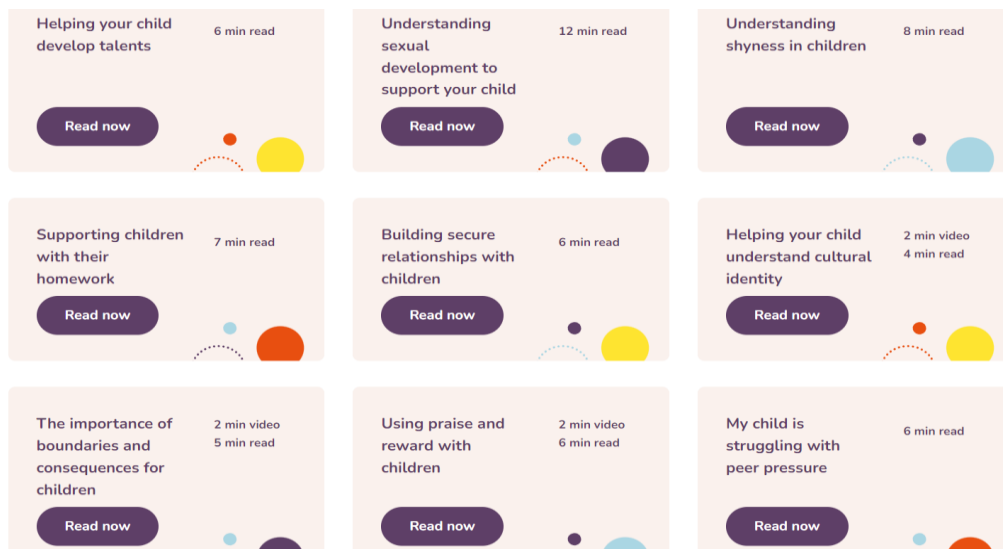 Helping your child
develop talents
6 min read
Read now
Understanding
sexual
development to
support your child
12 min read
Read now
Understanding
shyness in children
8 min read
Read now
Supporting children
with their
homework
7 min read
Read now
Building secure
relationships with
children
6 min read
Read now
Helping your child
understand cultural
identity
2 min video
4 min read
Read now
The importance of
boundaries and
consequences for
children
2 min video
5 min read
Read now
Using praise and
reward with
children
2 min video
6 min read
Read now
My child is
struggling with
peer pressure
6 min read
Read now